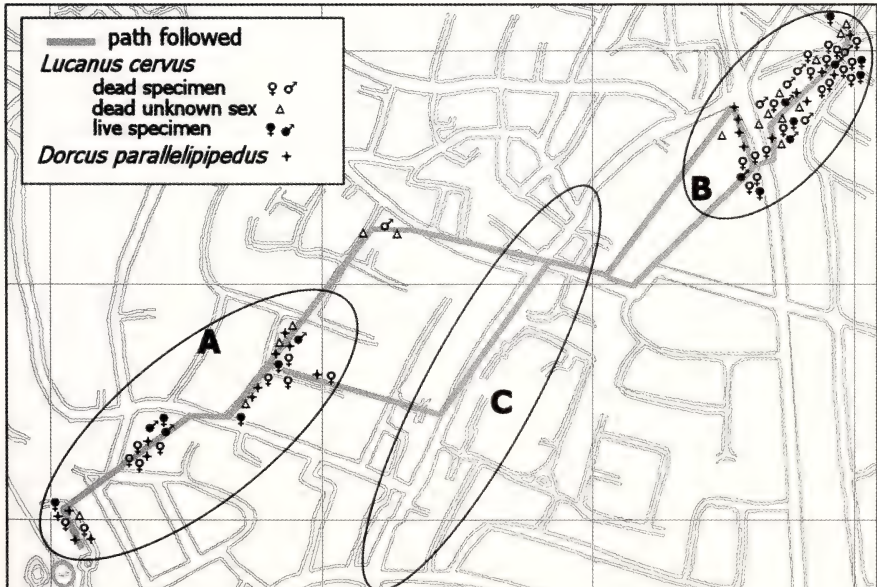 path followed
Lucanus cervus
dead specimen ♀ ♂
dead unknown sex △
live specimen
Dorcus parallelipipedus +
A
B
C